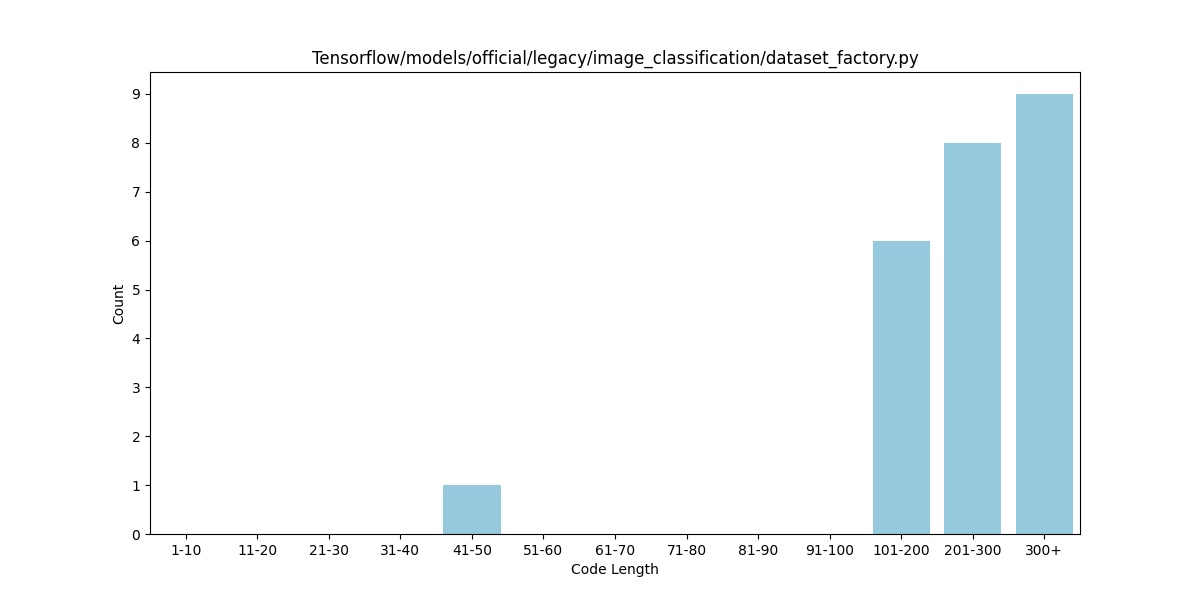 Tensorflow/models/official/legacy/image_classification/dataset_factory.py
9
8
7
6
5
4
3
2
1
0
Count
1-10 11-20 21-30 31-40 41-50 51-60 61-70 71-80 81-90 91-100 101-200 201-300 300+
Code Length